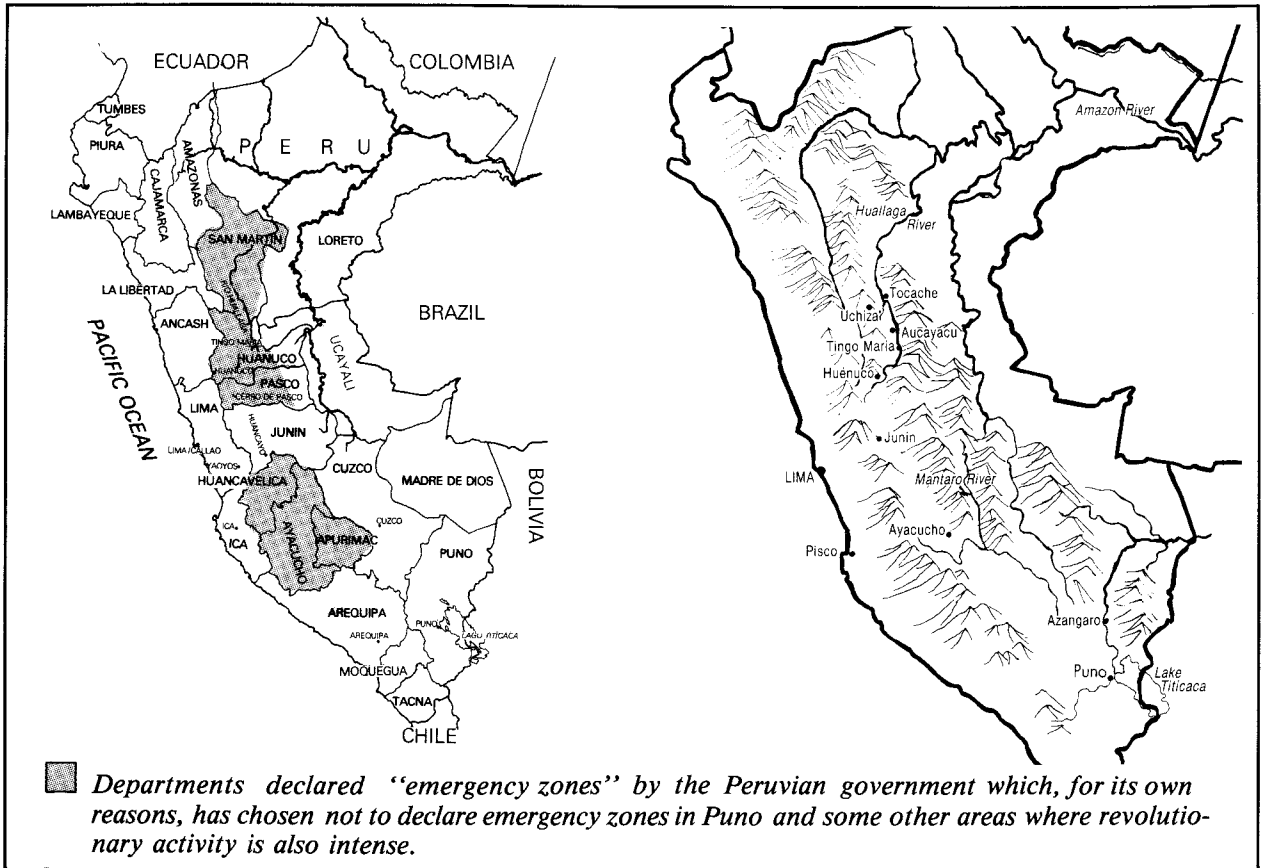 ECUADOR
COLOMBIA
TUMBES
PIURA
P E R U
AMAZONAS
CAJAMARCA
LAMBAYEQUE
SAN MARTIN
LORETO
LA LIBERTAD
BRAZIL
ANCASH
TINGO MARIA
HUANUCO
HUANUCO
UCAYALI
PACIFIC OCEAN
PASCO
CERRO DE PASCO
LIMA
HUANCAYO
JUNIN
LIMA/CALLAO
YAOYOS
CUZCO
HUANCAVELICA
MADRE DE DIOS
BOLIVIA
ICA
ICA
AYACUCHO
CUZCO
APURIMAC
PUNO
AREQUIPA
AREQUIPA
PUNO
MOQUEGUA
TACNA
CHILE
Amazon River
Huallaga
River
Tocache
Uchiza
Aucayacu
Tingo Maria
Huénuco
Junin
LIMA
Mantaro River
Ayacucho
Pisco
Azangaro
Puno
Lake
Titicaca
Departments declared “emergency zones” by the Peruvian government which, for its own
reasons, has chosen not to declare emergency zones in Puno and some other areas where revolutio-
nary activity is also intense.